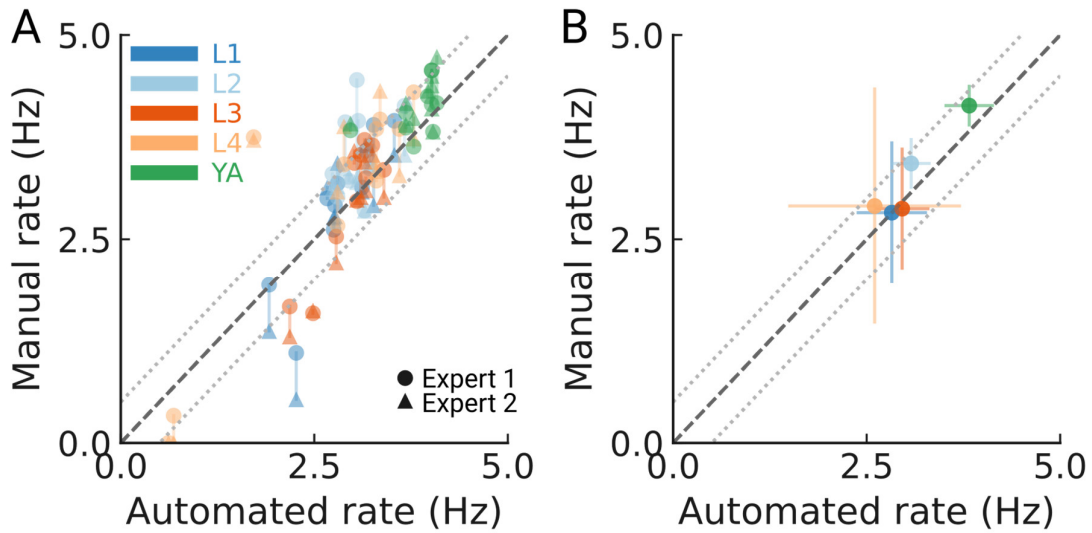 A
5.0
2.5
0.0
Manual rate (Hz)
L1
L2
L3
L4
YA
Expert 1
Expert 2
0.0
2.5
5.0
Automated rate (Hz)
B
5.0
2.5
0.0
Manual rate (Hz)
0.0
2.5
5.0
Automated rate (Hz)